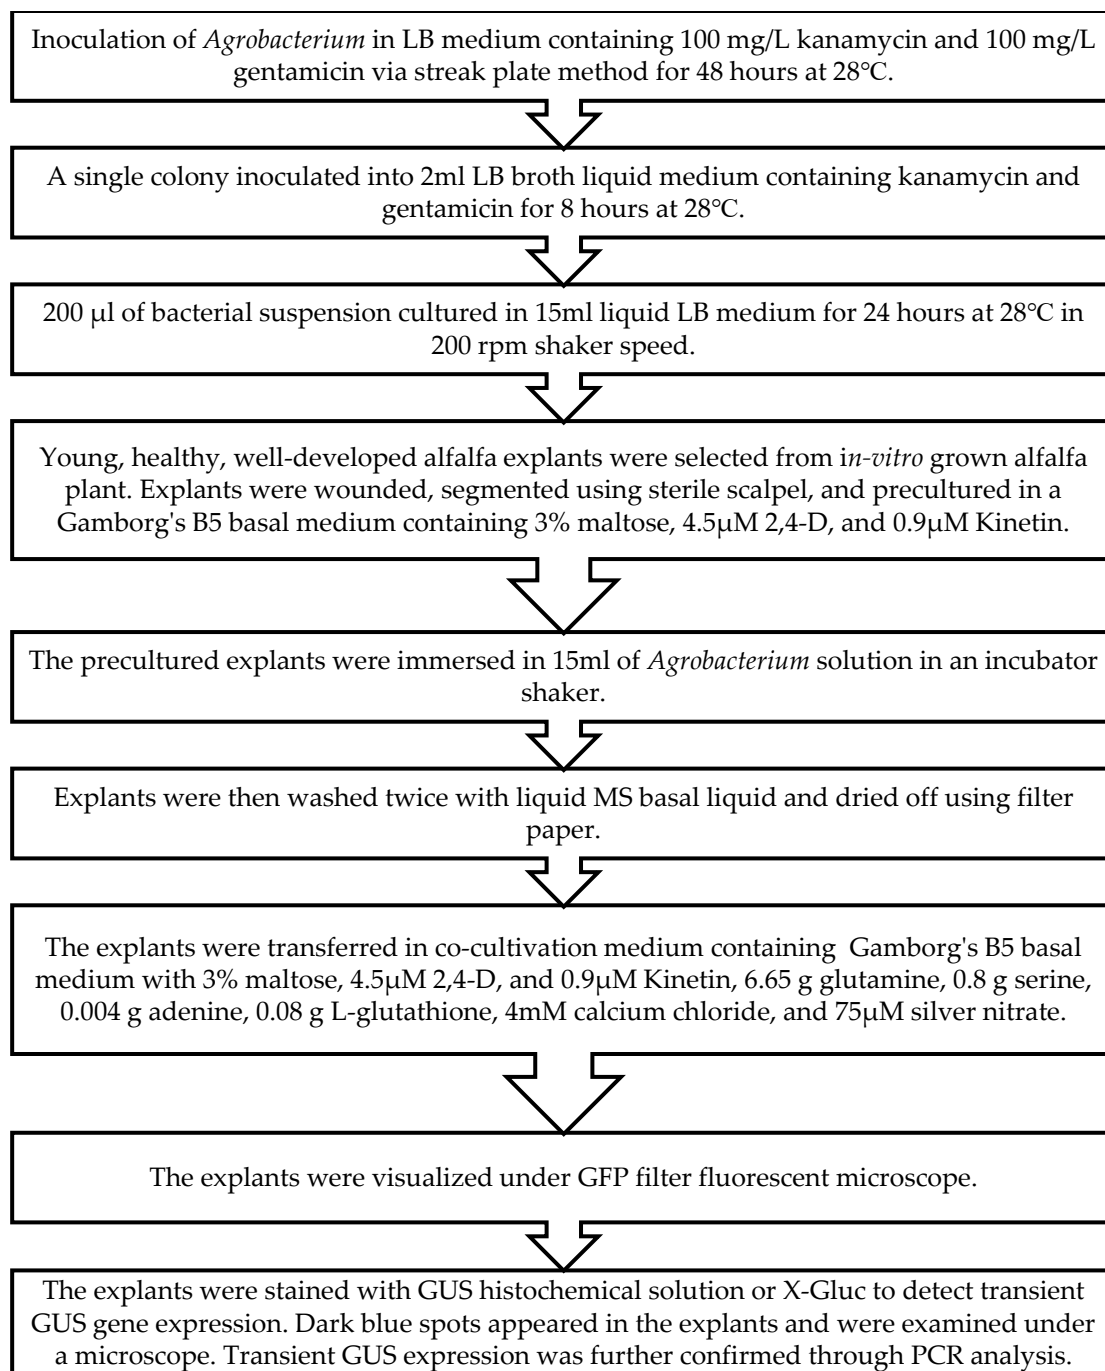 Inoculation of Agrobacterium in LB medium containing 100 mg/L kanamycin and 100 mg/L
gentamicin via streak plate method for 48 hours at 28°C.
A single colony inoculated into 2ml LB broth liquid medium containing kanamycin and
gentamicin for 8 hours at 28°C.
200 µl of bacterial suspension cultured in 15ml liquid LB medium for 24 hours at 28°C in
200 rpm shaker speed.
Young, healthy, well-developed alfalfa explants were selected from in-vitro grown alfalfa
plant. Explants were wounded, segmented using sterile scalpel, and precultured in a
Gamborg's B5 basal medium containing 3% maltose, 4.5µM 2,4-D, and 0.9µM Kinetin.
The precultured explants were immersed in 15ml of Agrobacterium solution in an incubator
shaker.
Explants were then washed twice with liquid MS basal liquid and dried off using filter
paper.
The explants were transferred in co-cultivation medium containing Gamborg's B5 basal
medium with 3% maltose, 4.5µM 2,4-D, and 0.9µM Kinetin, 6.65 g glutamine, 0.8 g serine,
0.004 g adenine, 0.08 g L-glutathione, 4mM calcium chloride, and 75µM silver nitrate.
The explants were visualized under GFP filter fluorescent microscope.
The explants were stained with GUS histochemical solution or X-Gluc to detect transient
GUS gene expression. Dark blue spots appeared in the explants and were examined under
a microscope. Transient GUS expression was further confirmed through PCR analysis.